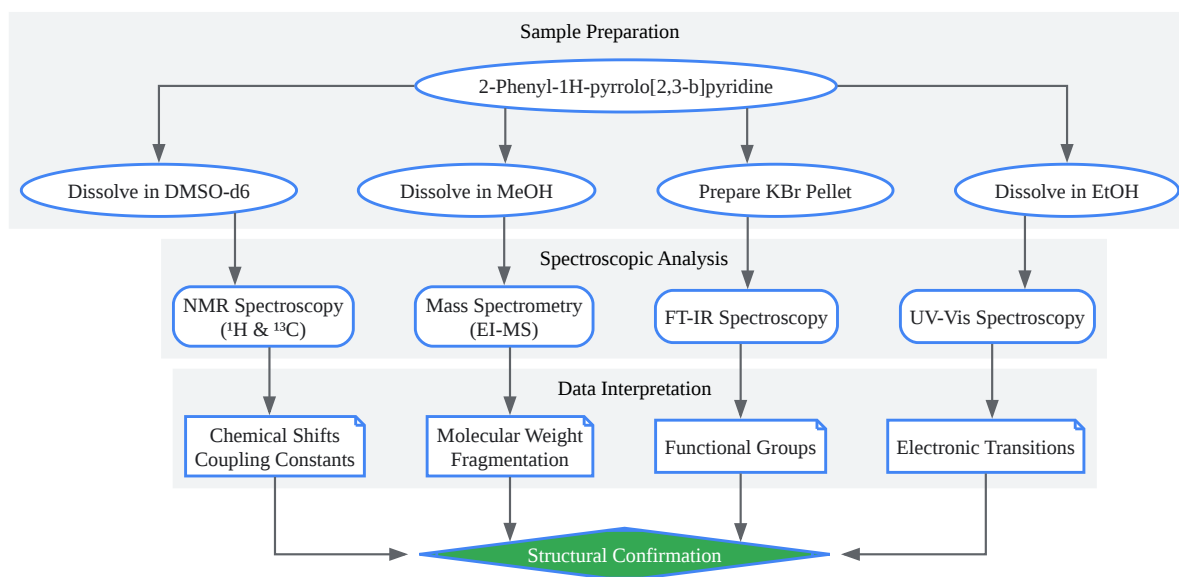 Sample Preparation
2-Phenyl-1H-pyrrolo[2,3-b]pyridine
Dissolve in DMSO-d6
Dissolve in MeOH
Prepare KBr Pellet
Dissolve in EtOH
Spectroscopic Analysis
NMR Spectroscopy
(¹H & ¹³C)
Mass Spectrometry
(EI-MS)
FT-IR Spectroscopy
UV-Vis Spectroscopy
Data Interpretation
Chemical Shifts
Coupling Constants
Molecular Weight
Fragmentation
Functional Groups
Electronic Transitions
Structural Confirmation